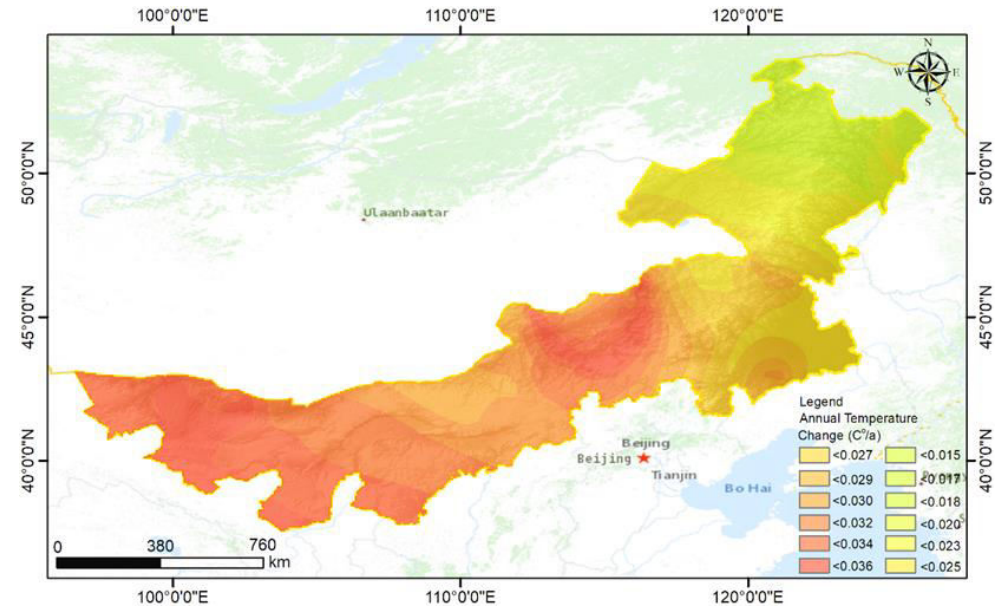 100°0'0"E 110°0'0"E 120°0'0"E
N
W E
S
50°0'0"N 50°0'0"N
Ulaanbaatar
45°0'0"N 45°0'0"N
40°0'0"N 40°0'0"N
Beijing
Beijing
Tianjin
Bo Hai
Legend
Annual Temperature
Change (C°/a)
<0.027 <0.015
<0.029 <0.017
<0.030 <0.018
<0.032 <0.020
<0.034 <0.023
<0.036 <0.025
0 380 760
km
100°0'0"E 110°0'0"E 120°0'0"E